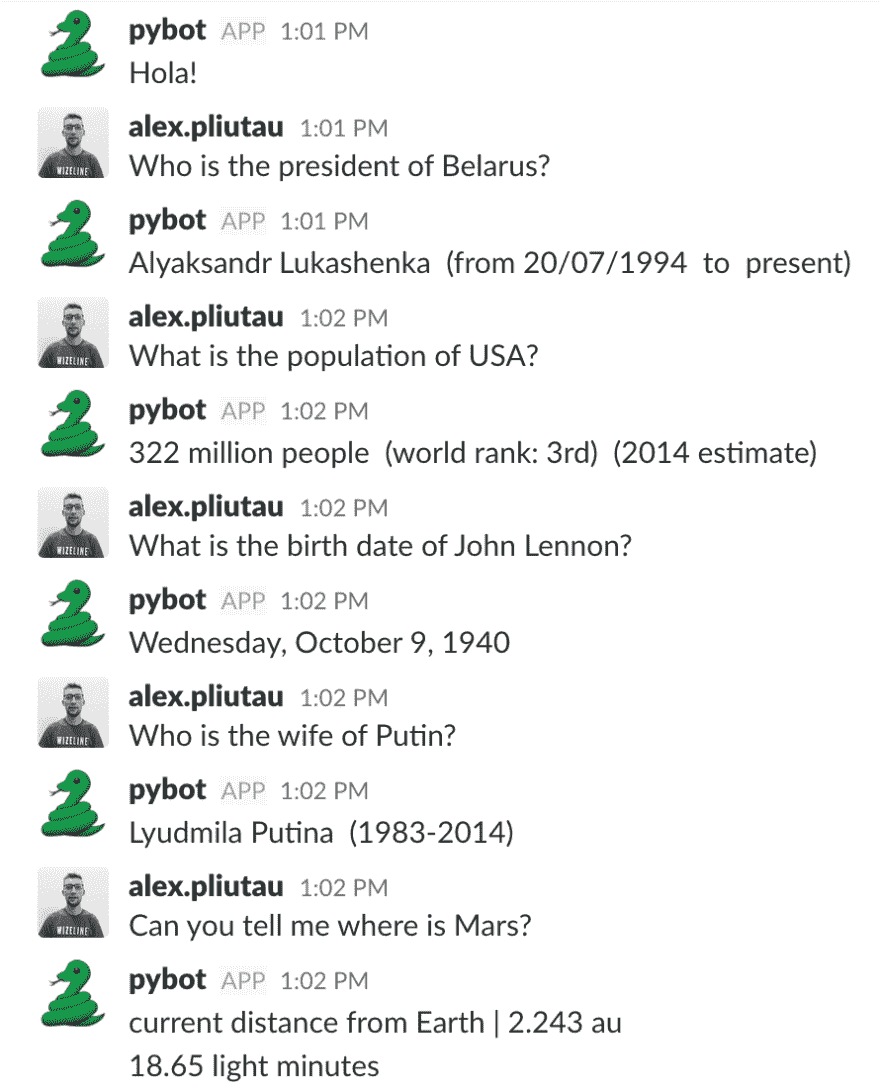 pybot APP 1:01 PM
Hola!
alex.pliutau 1:01 PM
WIZELINE
Who is the president of Belarus?
pybot APP 1:01 PM
Alyaksandr Lukashenka (from 20/07/1994 to present)
alex.pliutau 1:02 PM
WIZELINE
What is the population of USA?
pybot APP 1:02 PM
322 million people (world rank: 3rd) (2014 estimate)
alex.pliutau 1:02 PM
WIZELINE
What is the birth date of John Lennon?
pybot APP 1:02 PM
Wednesday, October 9, 1940
alex.pliutau 1:02 PM
WIZELINE
Who is the wife of Putin?
pybot APP 1:02 PM
Lyudmila Putina (1983-2014)
alex.pliutau 1:02 PM
WIZELINE
Can you tell me where is Mars?
pybot APP 1:02 PM
current distance from Earth | 2.243 au
18.65 light minutes